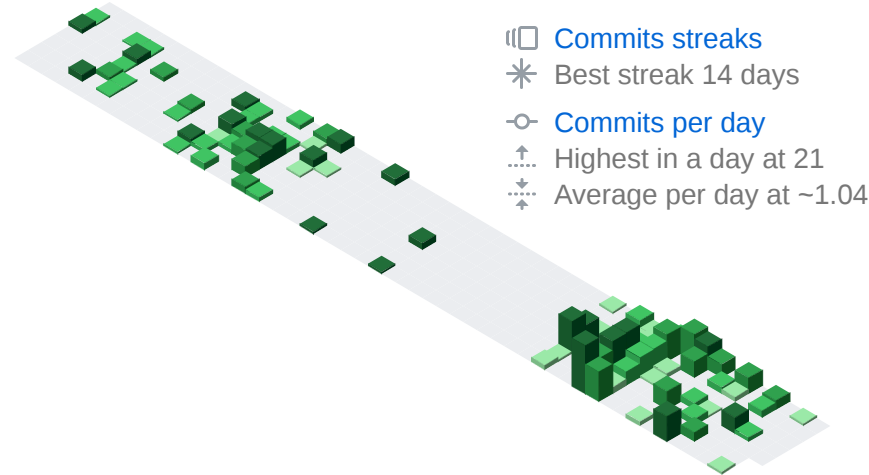 Commits streaks
Best streak 14 days
Commits per day
Highest in a day at 21
Average per day at ~1.04